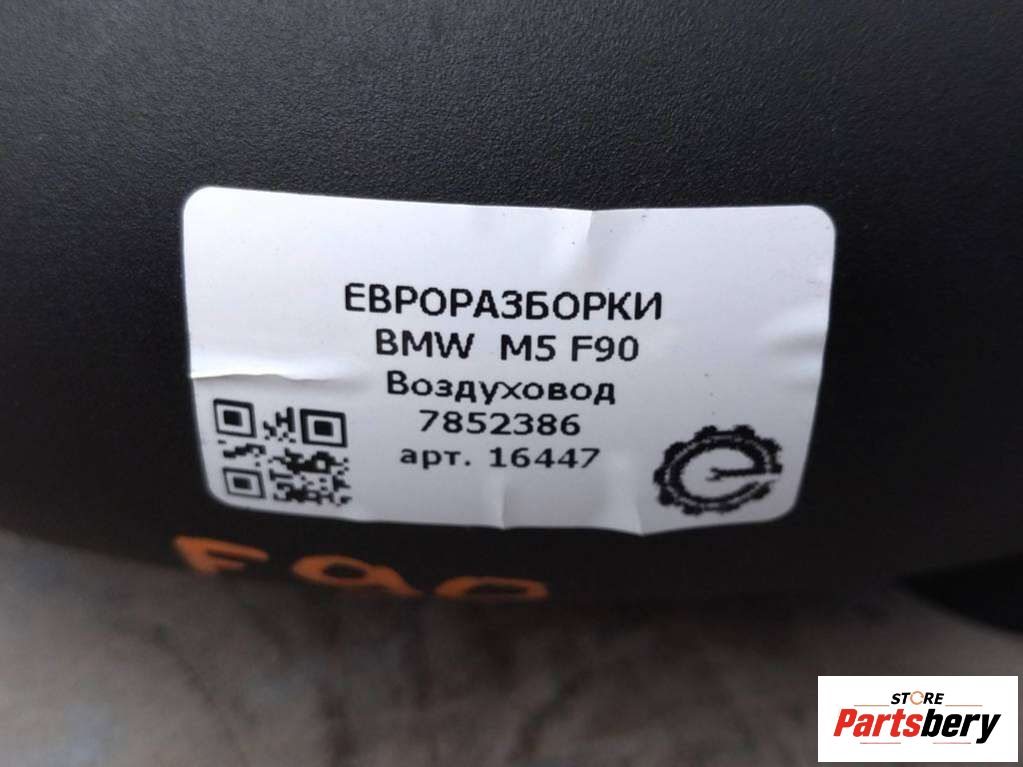 ЕВРОРАЗБОРКИ
BMW M5 F90
Воздуховод
7852386
арт. 16447
F90
STORE
Partsbery